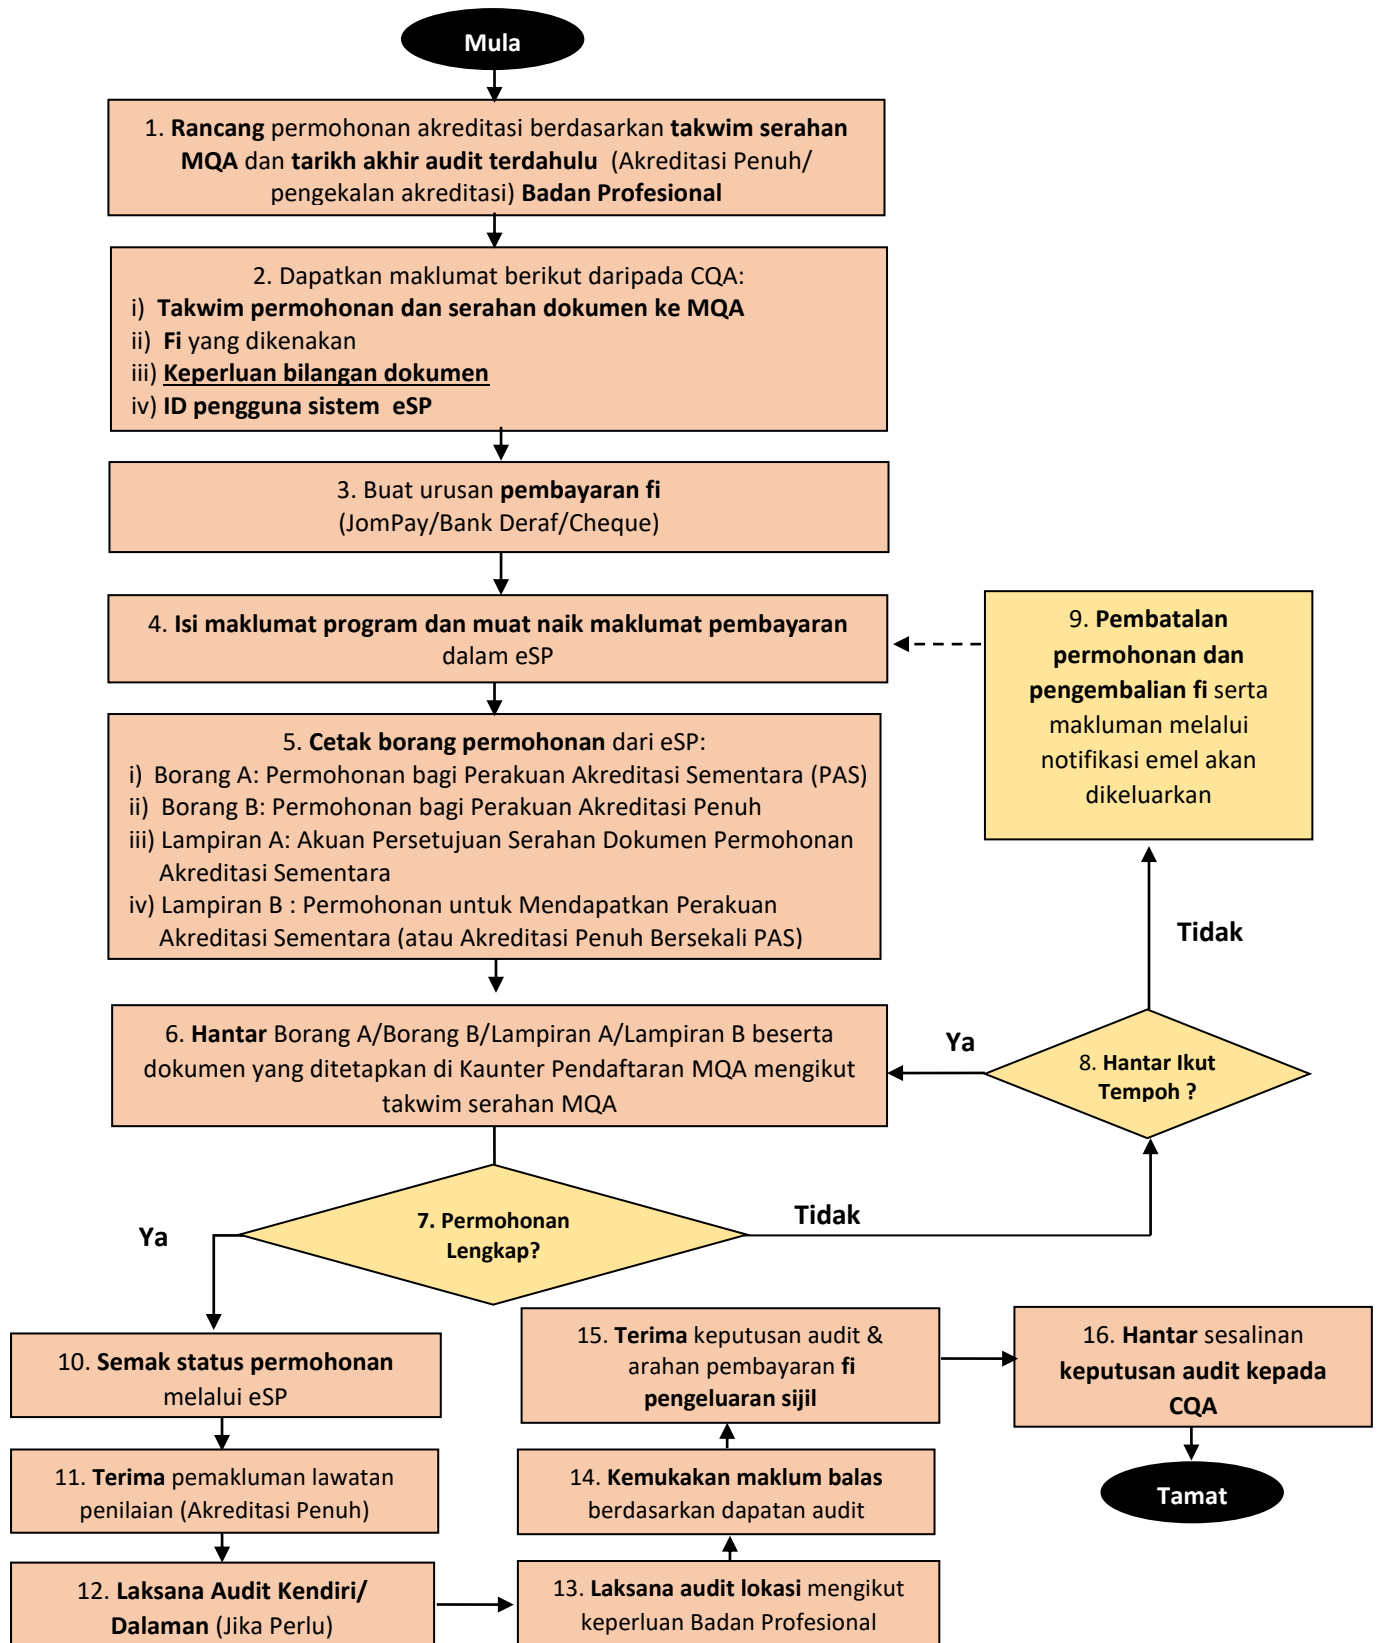 Mula
1. Rancang permohonan akreditasi berdasarkan takwim serahan
MQA dan tarikh akhir audit terdahulu (Akreditasi Penuh/
pengekalan akreditasi) Badan Profesional
2. Dapatkan maklumat berikut daripada CQA:
i) Takwim permohonan dan serahan dokumen ke MQA
ii) Fi yang dikenakan
iii) Keperluan bilangan dokumen
iv) ID pengguna sistem eSP
3. Buat urusan pembayaran fi
(JomPay/Bank Deraf/Cheque)
4. Isi maklumat program dan muat naik maklumat pembayaran
dalam eSP
9. Pembatalan
permohonan dan
pengembalian fi serta
makluman melalui
notifikasi emel akan
dikeluarkan
5. Cetak borang permohonan dari eSP:
i) Borang A: Permohonan bagi Perakuan Akreditasi Sementara (PAS)
ii) Borang B: Permohonan bagi Perakuan Akreditasi Penuh
iii) Lampiran A: Akuan Persetujuan Serahan Dokumen Permohonan
Akreditasi Sementara
iv) Lampiran B : Permohonan untuk Mendapatkan Perakuan
Akreditasi Sementara (atau Akreditasi Penuh Bersekali PAS)
Tidak
6. Hantar Borang A/Borang B/Lampiran A/Lampiran B beserta
dokumen yang ditetapkan di Kaunter Pendaftaran MQA mengikut
takwim serahan MQA
Ya
8. Hantar Ikut
Tempoh ?
7. Permohonan
Lengkap?
Tidak
Ya
10. Semak status permohonan
melalui eSP
11. Terima pemakluman lawatan
penilaian (Akreditasi Penuh)
12. Laksana Audit Kendiri/
Dalaman (Jika Perlu)
13. Laksana audit lokasi mengikut
keperluan Badan Profesional
14. Kemukakan maklum balas
berdasarkan dapatan audit
15. Terima keputusan audit &
arahan pembayaran fi
pengeluaran sijil
16. Hantar sesalinan
keputusan audit kepada
CQA
Tamat